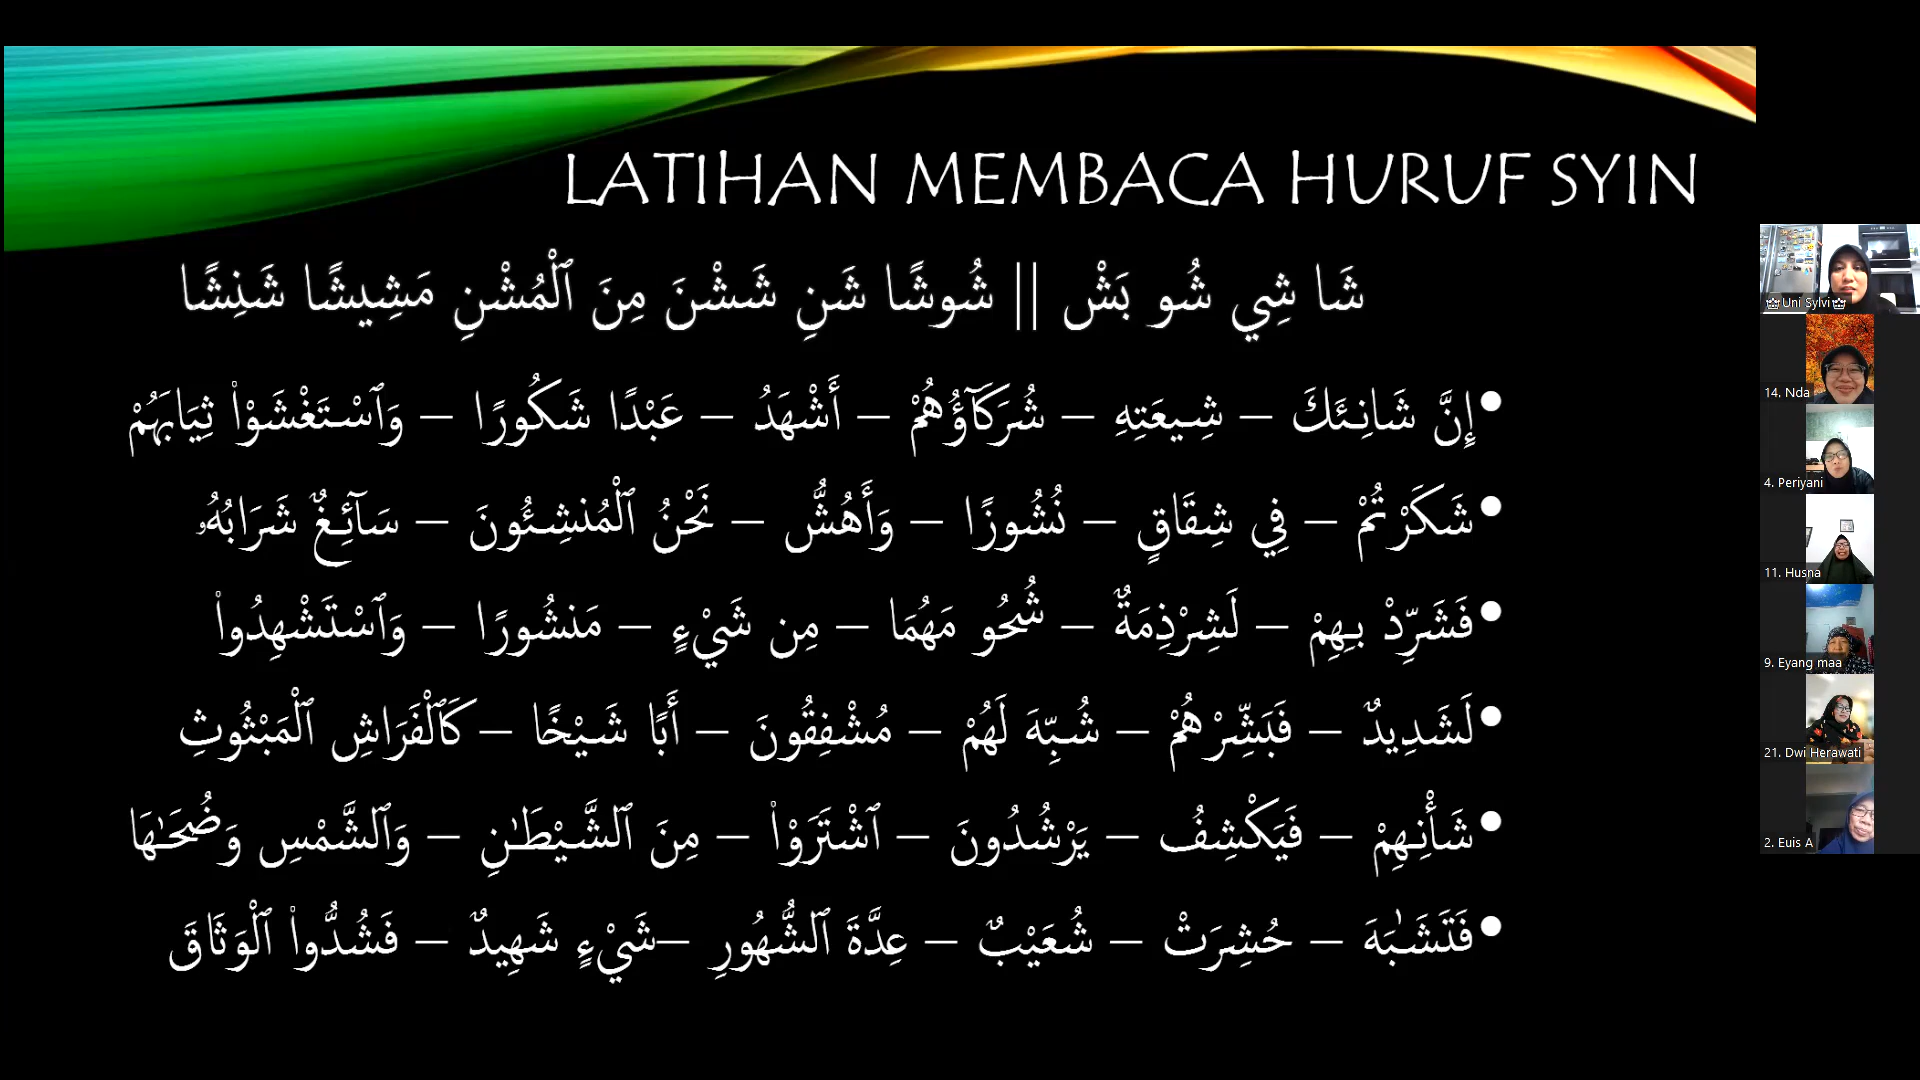 LATIHAN MEMBACA HURUF SYIN
شَا شِي شُو بَشْ || شُوشًا شَنِ شَشْنَ مِنَ ٱلْمُشْنِ مَشِيشًا شَنِشًا
•إِنَّ شَانِئَكَ – شِيعَتِهِ – شُرَكَآؤُهُمْ – أَشْهَدُ – عَبْدًا شَكُورًا – وَٱسْتَغْشَوْا۟ ثِيَابَهُمْ
•شَكَرْتُمْ – فِي شِقَاقٍ – نُشُوزًا – وَأَهُشُّ – نَحْنُ ٱلْمُنشِـُٔونَ – سَآئِغٌ شَرَابُهُۥ
•فَشَرِّدْ بِهِمْ – لَشِرْذِمَةٌ – شُحُو مَهُمَا – مِن شَيْءٍ – مَنشُورًا – وَٱسْتَشْهِدُوا۟
•لَشَدِيدٌ – فَبَشِّرْهُمْ – شُبِّهَ لَهُمْ – مُشْفِقُونَ – أَبًا شَيْخًا – كَٱلْفَرَاشِ ٱلْمَبْثُوثِ
•شَأْنِهِمْ – فَيَكْشِفُ – يَرْشُدُونَ – ٱشْتَرَوْا۟ – مِنَ ٱلشَّيْطَـٰنِ – وَٱلشَّمْسِ وَضُحَىٰهَا
•فَتَشَـٰبَهَ – حُشِرَتْ – شُعَيْبٌ – عِدَّةَ ٱلشُّهُورِ –شَيْءٍ شَهِيدٌ – فَشُدُّوا۟ ٱلْوَثَاقَ
Uni Sylvi
14. Nda
4. Periyani
11. Husna
9. Eyang maa
21. Dwi Herawati
2. Euis A